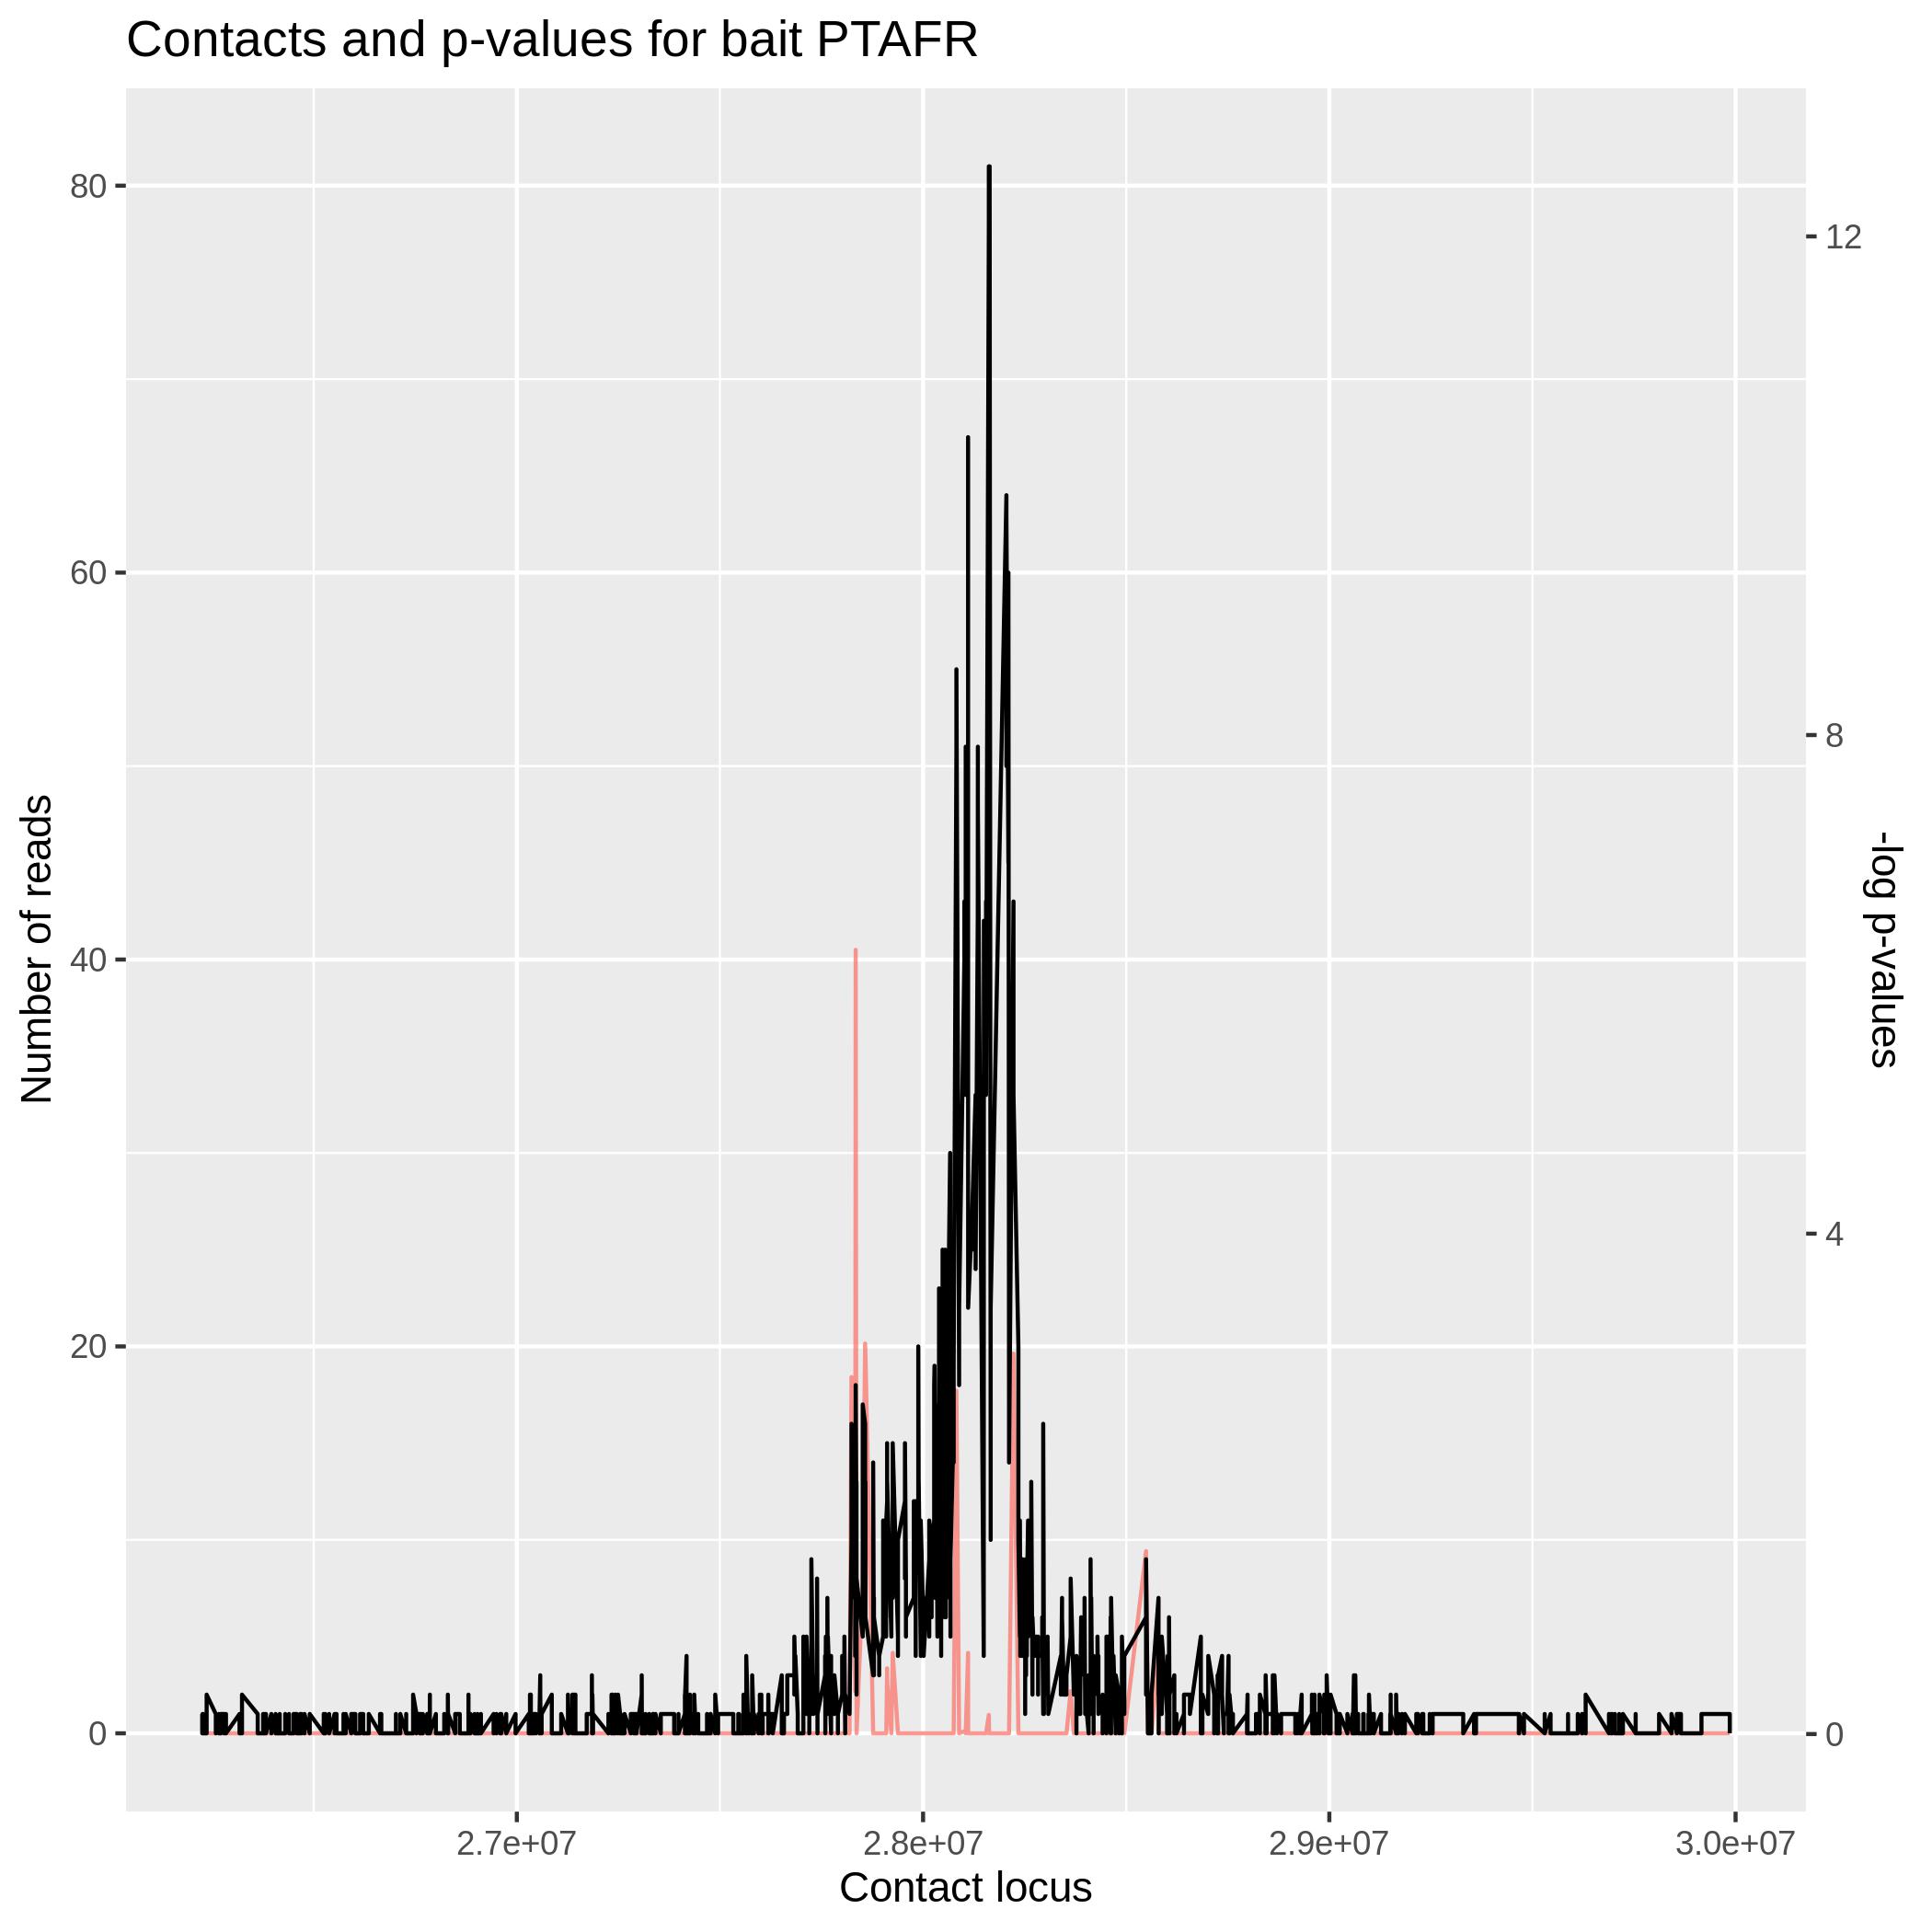 Contacts and p-values for bait PTAFR
80
60
40
20
0
Number of reads
12
8
4
0
-log p-values
2.7e+07
2.8e+07
2.9e+07
3.0e+07
Contact locus